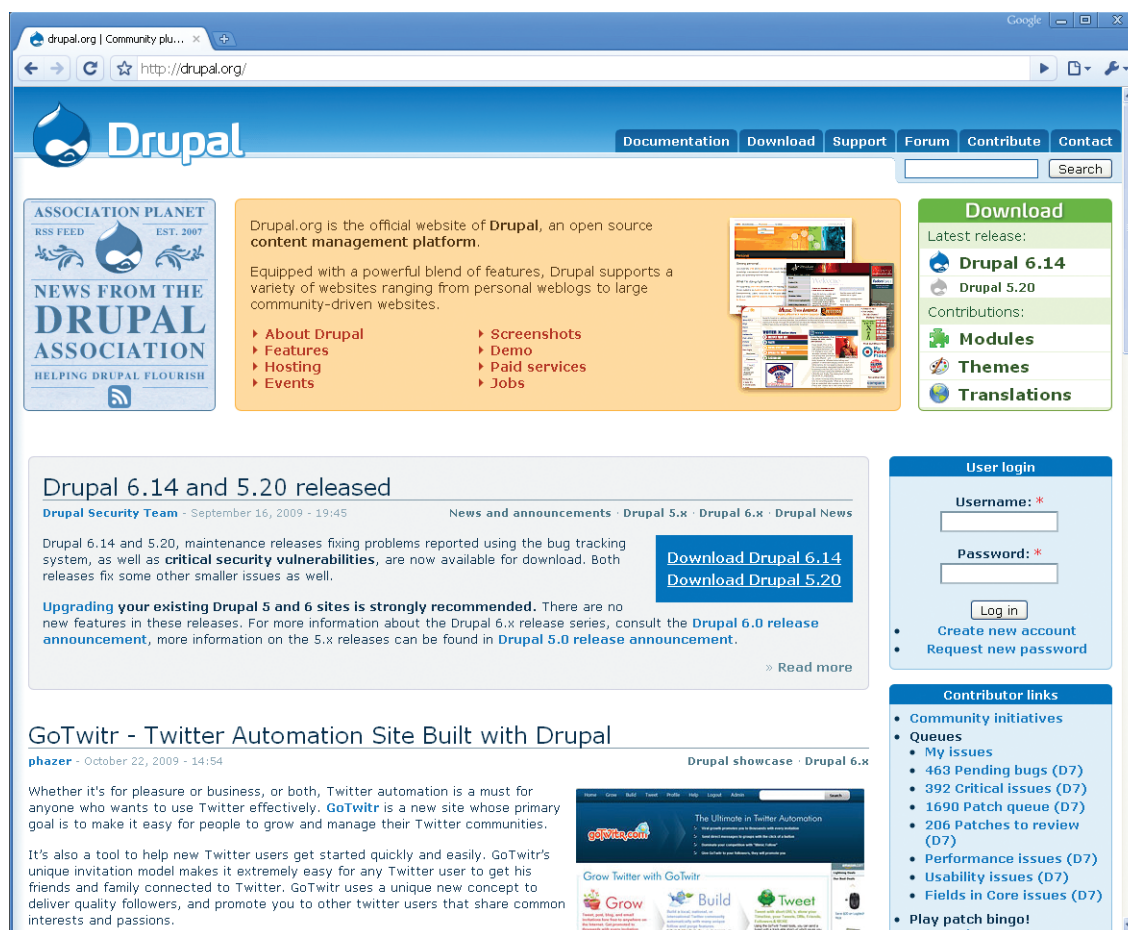 Google
drupal.org | Community plu...
http://drupal.org/
Drupal
Documentation Download Support Forum Contribute Contact
Search
ASSOCIATION PLANET
RSS FEED EST. 2007
NEWS FROM THE
DRUPAL
ASSOCIATION
HELPING DRUPAL FLOURISH
Drupal.org is the official website of Drupal, an open source
content management platform.
Equipped with a powerful blend of features, Drupal supports a
variety of websites ranging from personal weblogs to large
community-driven websites.
About Drupal
Features
Hosting
Events
Screenshots
Demo
Paid services
Jobs
Download
Latest release:
Drupal 6.14
Drupal 5.20
Contributions:
Modules
Themes
Translations
Drupal 6.14 and 5.20 released
Drupal Security Team - September 16, 2009 - 19:45
News and announcements · Drupal 5.x · Drupal 6.x · Drupal News
Drupal 6.14 and 5.20, maintenance releases fixing problems reported using the bug tracking
system, as well as critical security vulnerabilities, are now available for download. Both
releases fix some other smaller issues as well.
Download Drupal 6.14
Download Drupal 5.20
Upgrading your existing Drupal 5 and 6 sites is strongly recommended. There are no
new features in these releases. For more information about the Drupal 6.x release series, consult the Drupal 6.0 release
announcement, more information on the 5.x releases can be found in Drupal 5.0 release announcement.
» Read more
GoTwitr - Twitter Automation Site Built with Drupal
phazer - October 22, 2009 - 14:54
Drupal showcase · Drupal 6.x
Whether it's for pleasure or business, or both, Twitter automation is a must for
anyone who wants to use Twitter effectively. GoTwitr is a new site whose primary
goal is to make it easy for people to grow and manage their Twitter communities.
It's also a tool to help new Twitter users get started quickly and easily. GoTwitr's
unique invitation model makes it extremely easy for any Twitter user to get his
friends and family connected to Twitter. GoTwitr uses a unique new concept to
deliver quality followers, and promote you to other twitter users that share common
interests and passions.
Home Grow Build Tweet Profile Help Logout Admin
Search
goTwitr.com
The Ultimate in Twitter Automation
Grow Twitter with GoTwitr
Grow
Build
Tweet
User login
Username: *
Password: *
Log in
Create new account
Request new password
Contributor links
Community initiatives
Queues
My issues
463 Pending bugs (D7)
392 Critical issues (D7)
1690 Patch queue (D7)
206 Patches to review
(D7)
Performance issues (D7)
Usability issues (D7)
Fields in Core issues (D7)
Play patch bingo!